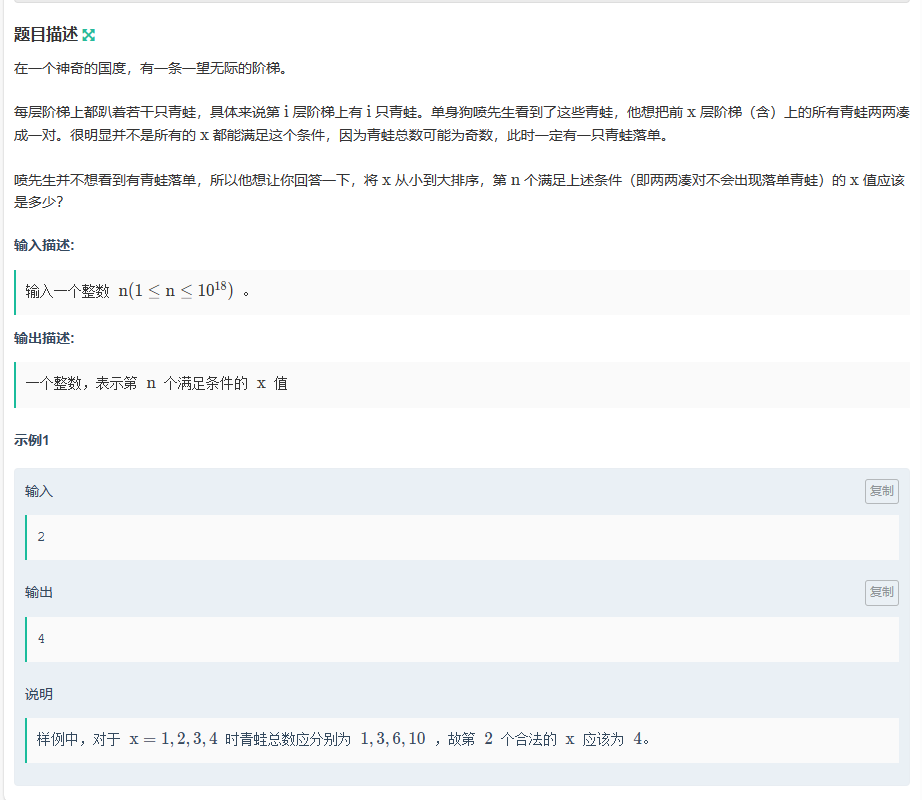 题目描述
在一个神奇的国度，有一条一望无际的阶梯。
每层阶梯上都趴着若干只青蛙，具体来说第 i 层阶梯上有 i 只青蛙。单身狗喷先生看到了这些青蛙，他想把前 x 层阶梯（含）上的所有青蛙两两凑
成一对。很明显并不是所有的 x 都能满足这个条件，因为青蛙总数可能为奇数，此时一定有一只青蛙落单。
喷先生并不想看到有青蛙落单，所以他想让你回答一下，将 x 从小到大排序，第 n 个满足上述条件（即两两凑对不会出现落单青蛙）的 x 值应该
是多少？
输入描述:
输入一个整数 n(1 ≤ n ≤ 10^18) 。
输出描述:
一个整数，表示第 n 个满足条件的 x 值
示例1
输入
复制
2
输出
复制
4
说明
样例中，对于 x = 1, 2, 3, 4 时青蛙总数应分别为 1, 3, 6, 10 ，故第 2 个合法的 x 应该为 4。